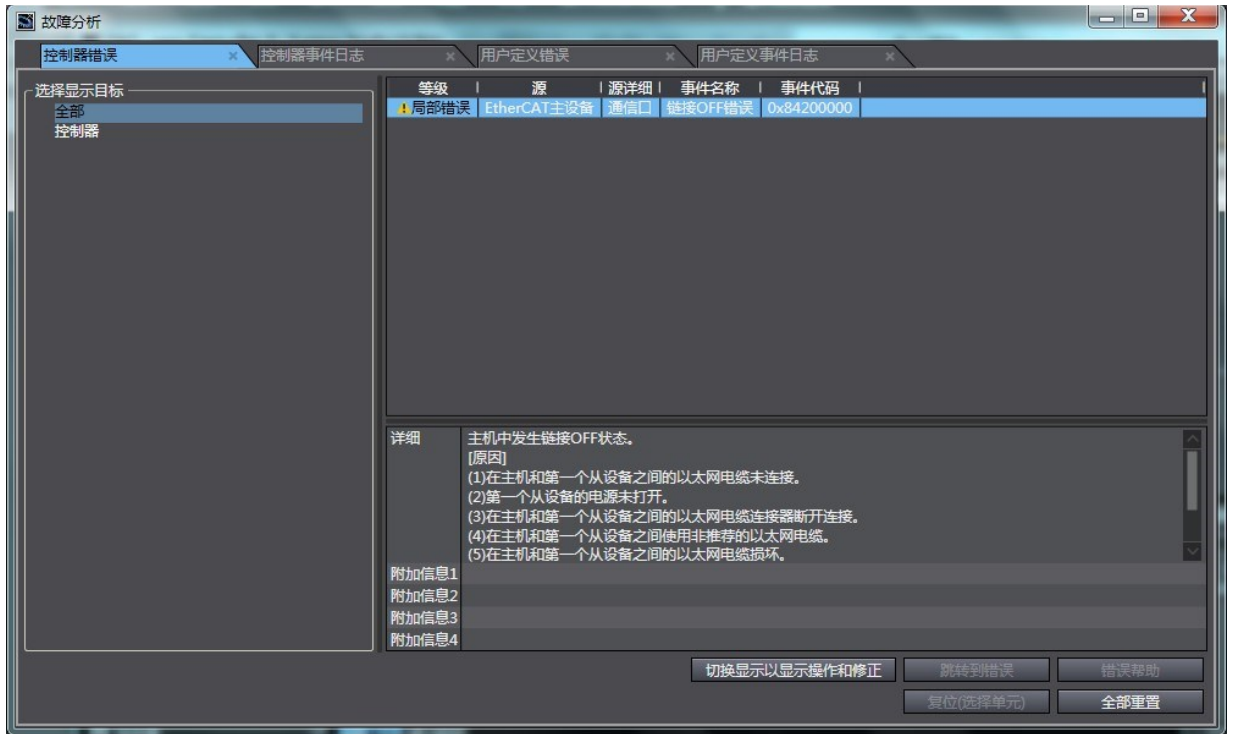 故障分析
控制器错误 × 控制器事件日志 × 用户定义错误 × 用户定义事件日志 ×
选择显示目标
全部
控制器
等级 源 源详细 事件名称 事件代码
局部错误 EtherCAT主设备 通信口 链接OFF错误 0x84200000
详细 主机中发生链接OFF状态。
[原因]
(1)在主机和第一个从设备之间的以太网电缆未连接。
(2)第一个从设备的电源未打开。
(3)在主机和第一个从设备之间的以太网电缆连接器断开连接。
(4)在主机和第一个从设备之间使用非推荐的以太网电缆。
(5)在主机和第一个从设备之间的以太网电缆损坏。
附加信息1
附加信息2
附加信息3
附加信息4
切换显示以显示操作和修正 跳转到错误 错误帮助
复位(选择单元) 全部重置